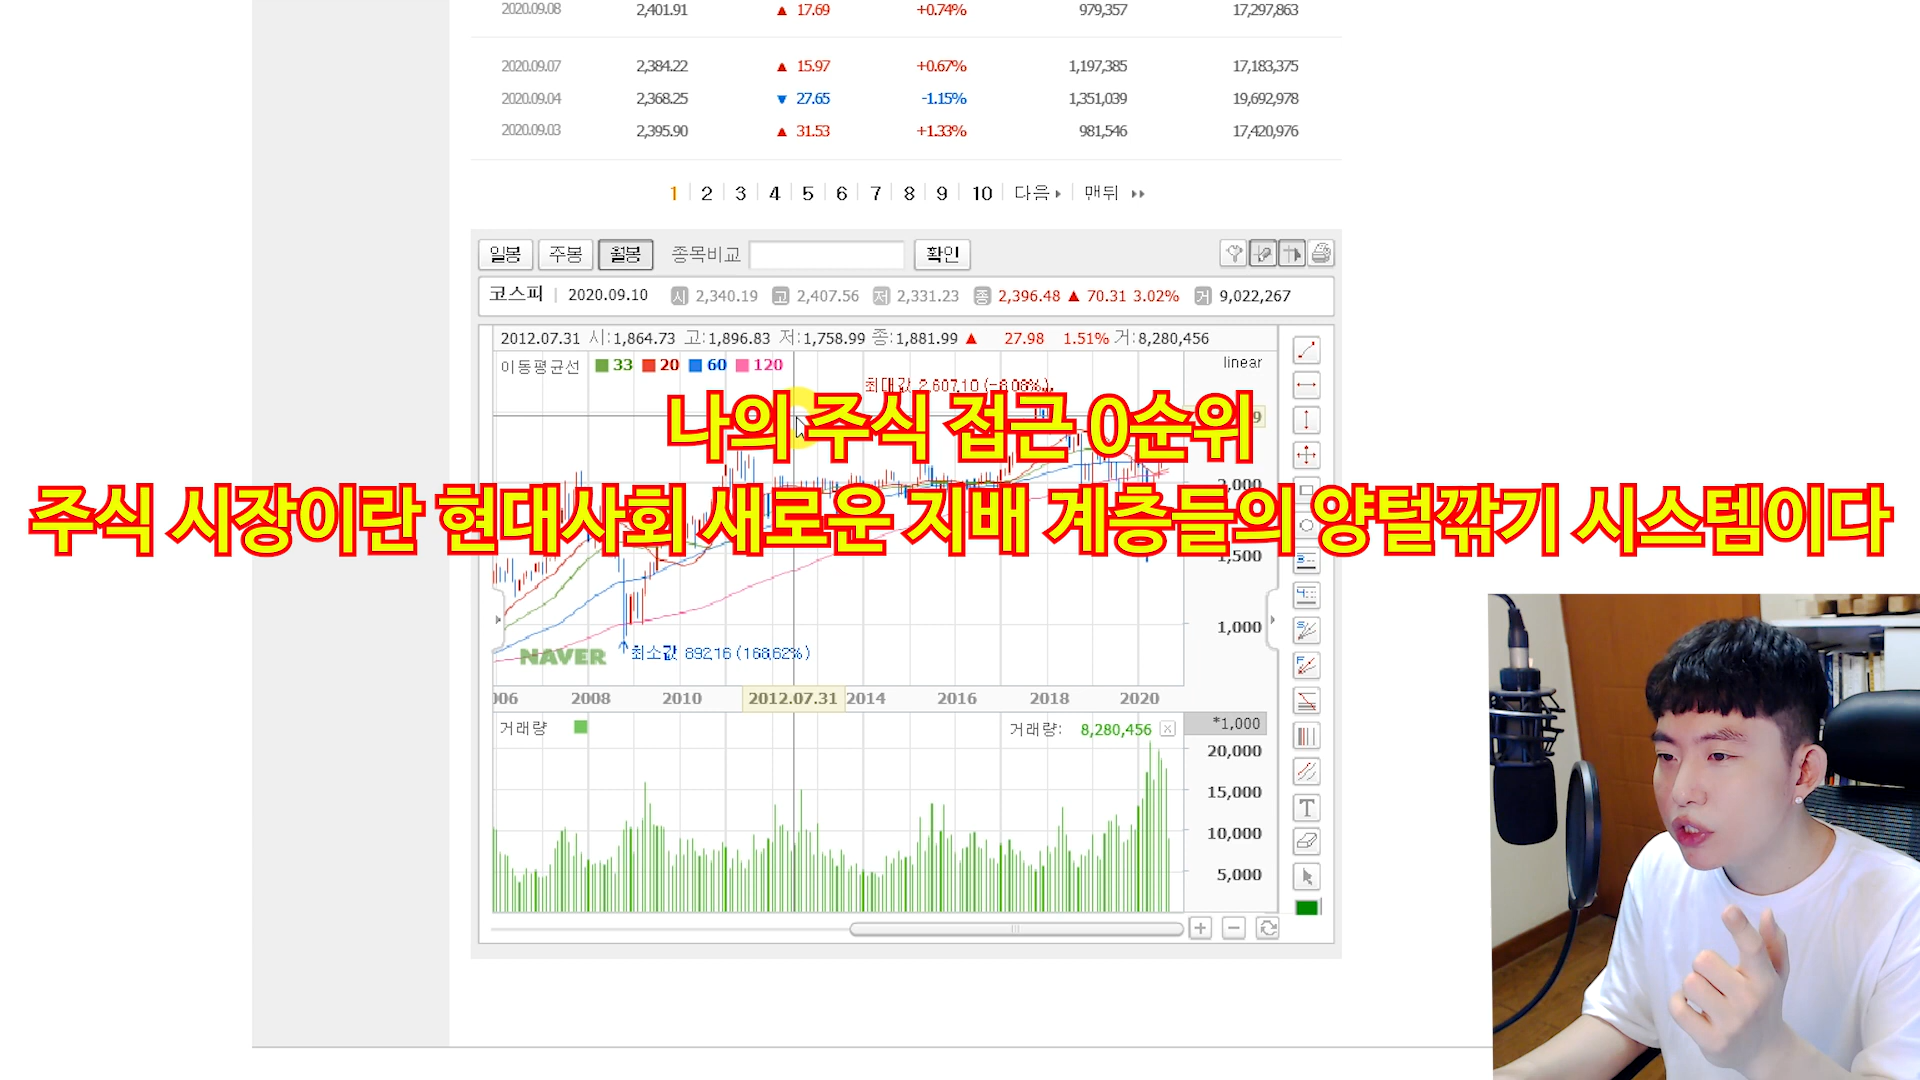 2020.09.08 2,401.91 ▲ 17.69 +0.74% 979,357 17,297,863
2020.09.07 2,384.22 ▲ 15.97 +0.67% 1,197,385 17,183,375
2020.09.04 2,368.25 ▼ 27.65 -1.15% 1,351,039 19,692,978
2020.09.03 2,395.90 ▲ 31.53 +1.33% 981,546 17,420,976
1 2 3 4 5 6 7 8 9 10 다음 맨뒤
일봉 주봉 월봉 종목비교 확인
코스피 2020.09.10 시 2,340.19 고 2,407.56 저 2,331.23 종 2,396.48 ▲ 70.31 3.02% 거 9,022,267
2012.07.31 시:1,864.73 고:1,896.83 저:1,758.99 종:1,881.99 ▲ 27.98 1.51% 거:8,280,456
이동평균선 33 20 60 120
linear
최대값 2,607.10 (-8.08%)
나의 주식 접근 0순위
주식 시장이란 현대사회 새로운 지배 계층들의 양털깎기 시스템이다
2,000
1,500
1,000
NAVER
최소값 892.16 (168.62%)
2008 2010 2012.07.31 2014 2016 2018 2020
거래량 거래량: 8,280,456
*1,000
20,000
15,000
10,000
5,000
T